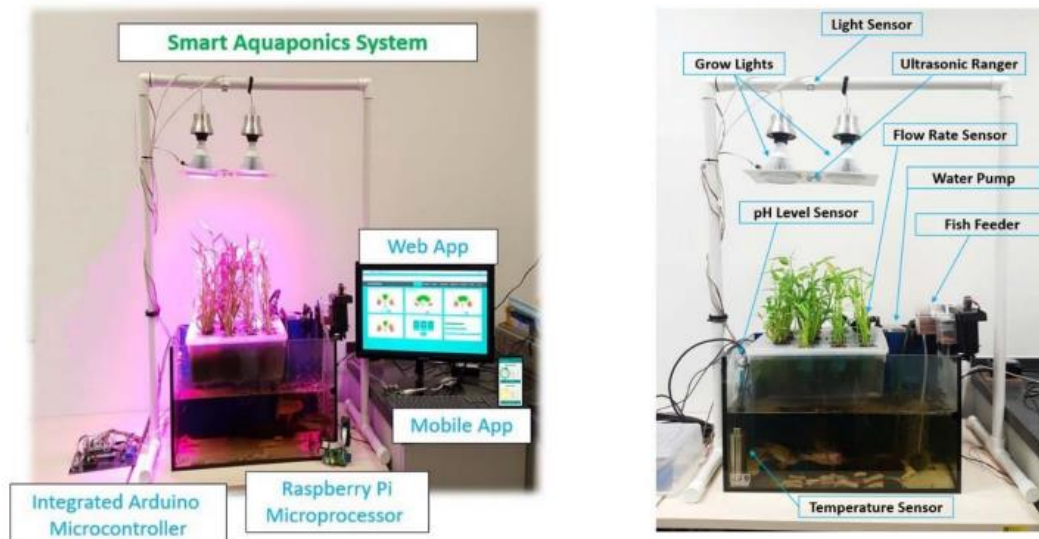 Smart Aquaponics System
Web App
Mobile App
Integrated Arduino
Microcontroller
Raspberry Pi
Microprocessor
Light Sensor
Grow Lights
Ultrasonic Ranger
Flow Rate Sensor
Water Pump
pH Level Sensor
Fish Feeder
Temperature Sensor